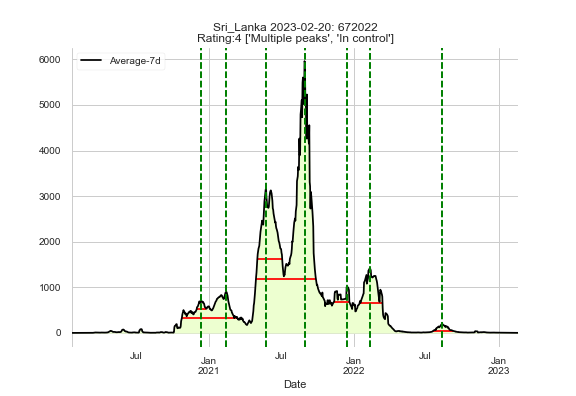 Sri_Lanka 2023-02-20: 672022
Rating:4 ['Multiple peaks', 'In control']
Average-7d
6000
5000
4000
3000
2000
1000
0
Jul
Jan
2021
Jul
Jan
2022
Jul
Jan
2023
Date